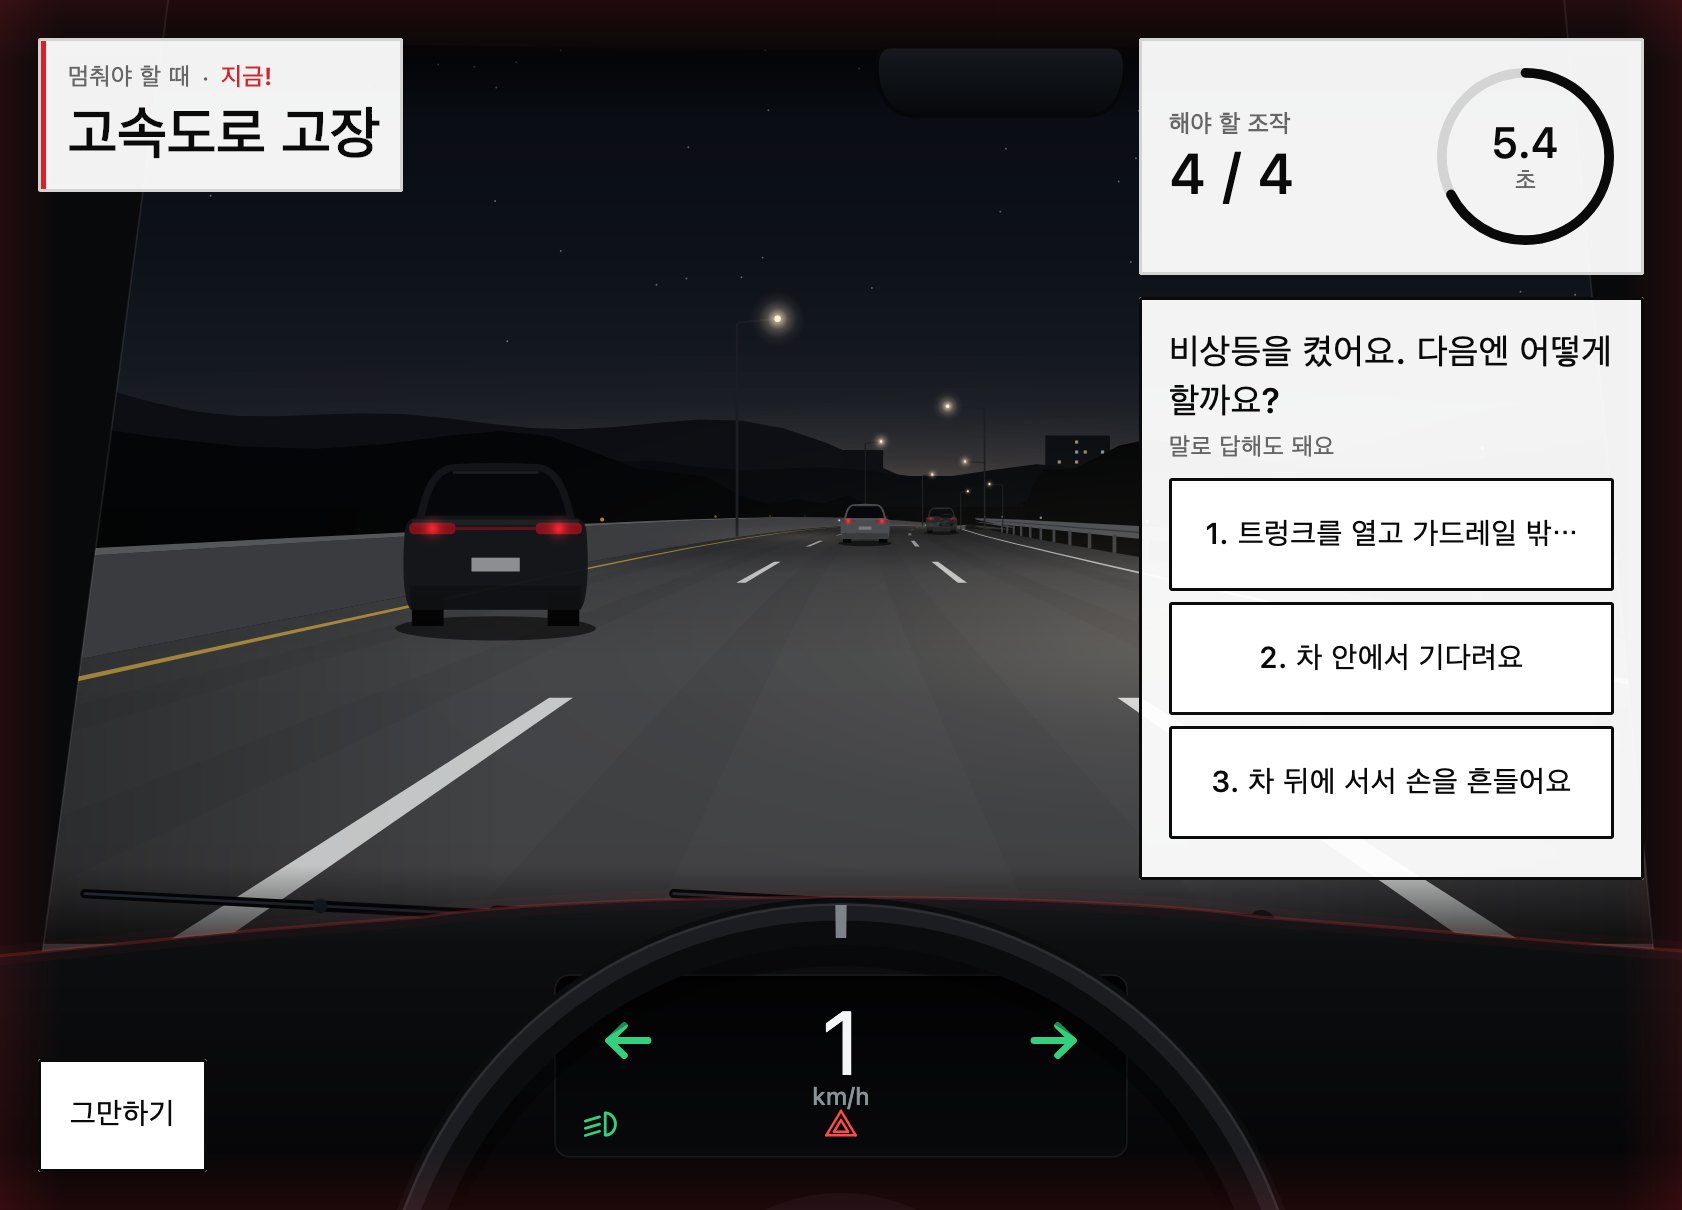 멈춰야 할 때 · 지금!
고속도로 고장
해야 할 조작
4 / 4
5.4
초
비상등을 켰어요. 다음엔 어떻게
할까요?
말로 답해도 돼요
1. 트렁크를 열고 가드레일 밖…
2. 차 안에서 기다려요
3. 차 뒤에 서서 손을 흔들어요
1
km/h
그만하기